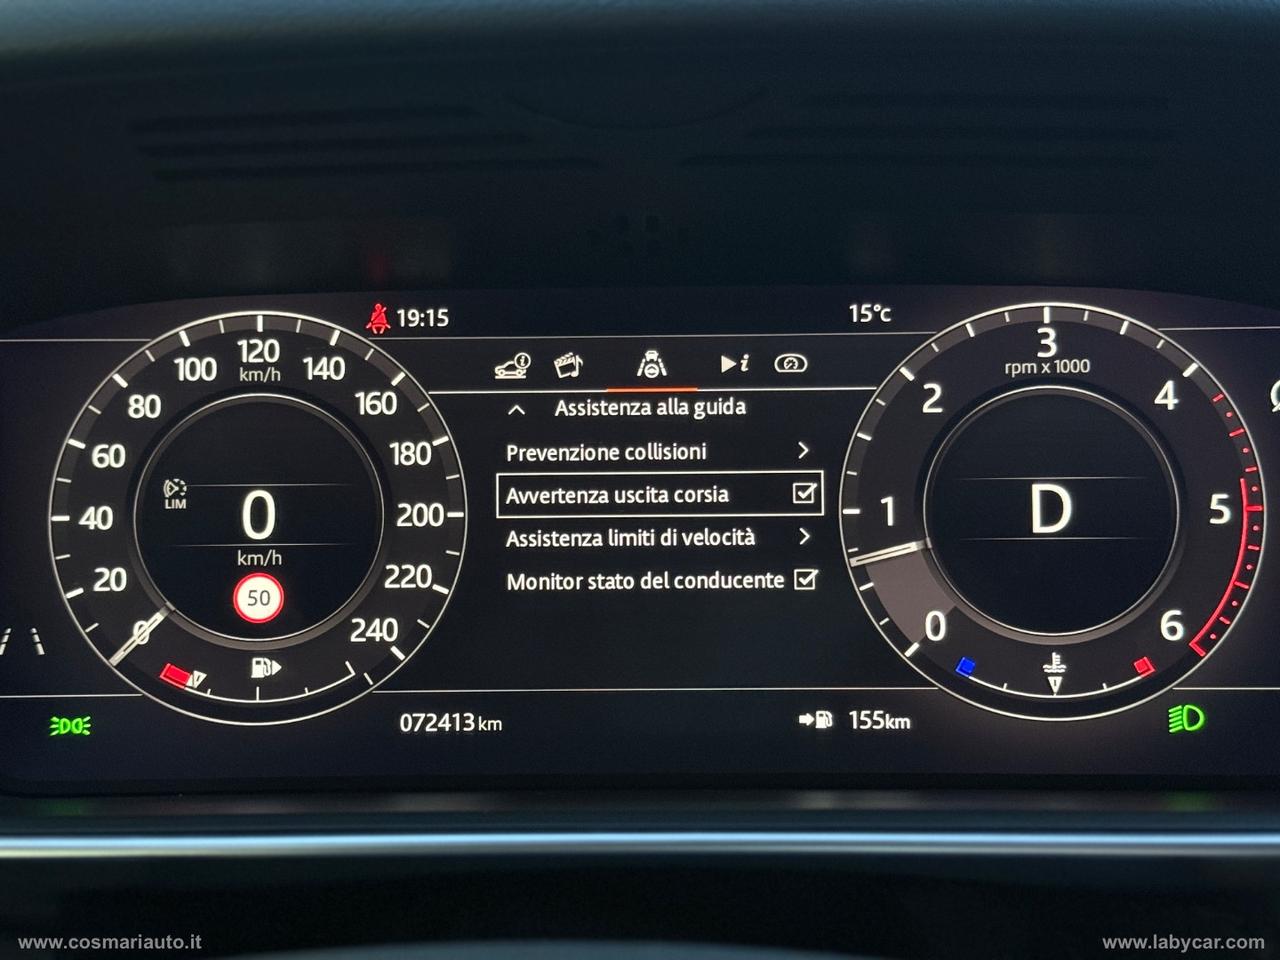 19:15
15°c
100
120
140
km/h
80
160
60
180
40
200
20
220
0
240
LIM
0
km/h
50
Assistenza alla guida
Prevenzione collisioni
Avvertenza uscita corsia
Assistenza limiti di velocità
Monitor stato del conducente
3
rpm x 1000
2
4
1
5
0
6
D
072413 km
155km
www.cosmariauto.it
www.labycar.com